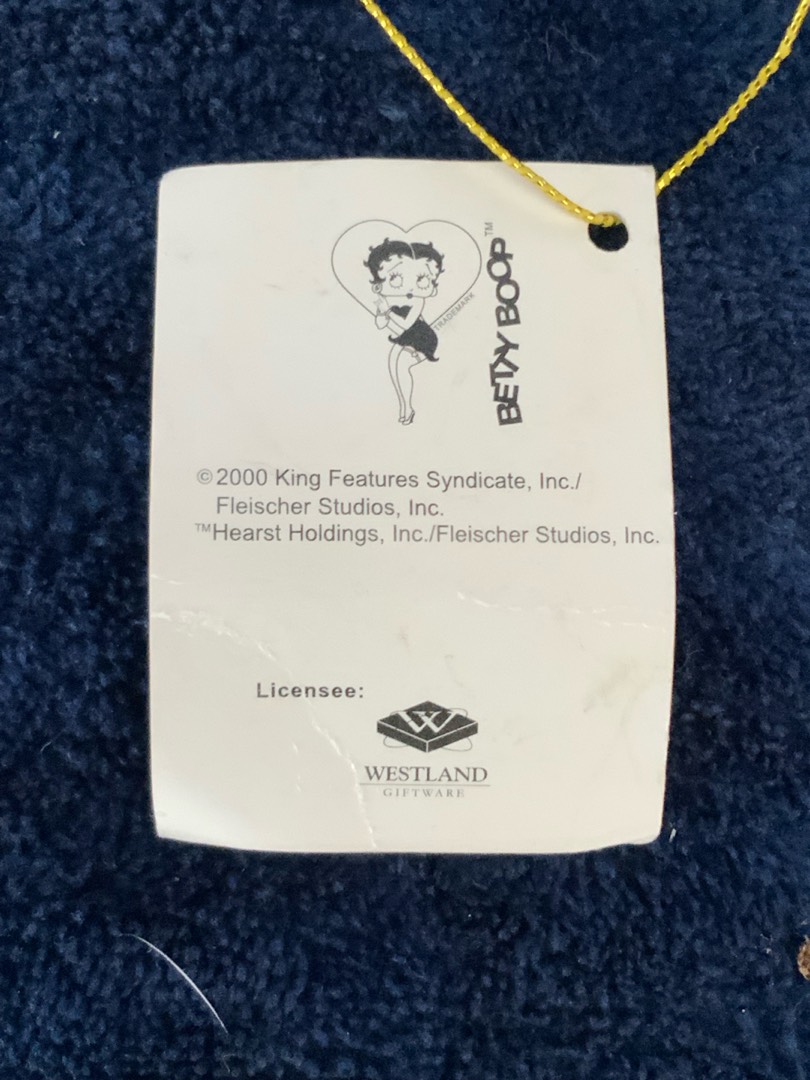 BETTY BOOP™
TRADEMARK
©2000 King Features Syndicate, Inc./
Fleischer Studios, Inc.
™Hearst Holdings, Inc./Fleischer Studios, Inc.
Licensee:
W
WESTLAND
GIFTWARE